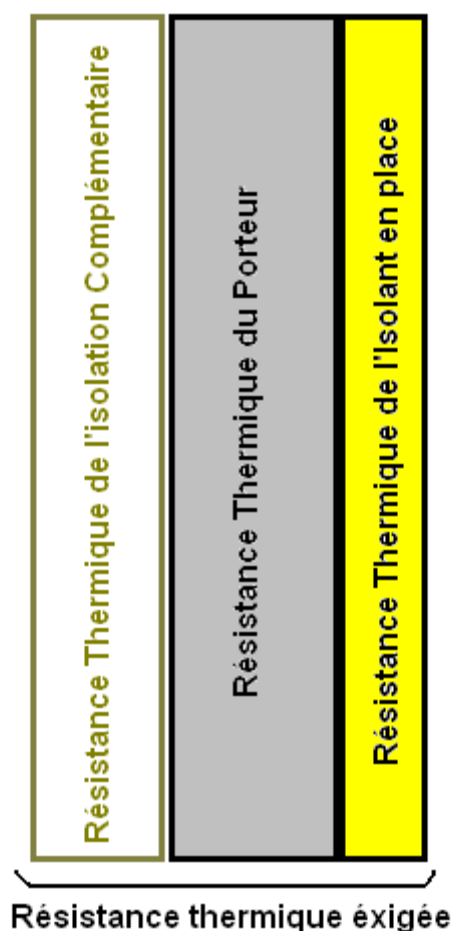 Résistance Thermique de l'isolation Complémentaire
Résistance Thermique du Porteur
Résistance Thermique de l'Isolant en place
Résistance thermique éxigée